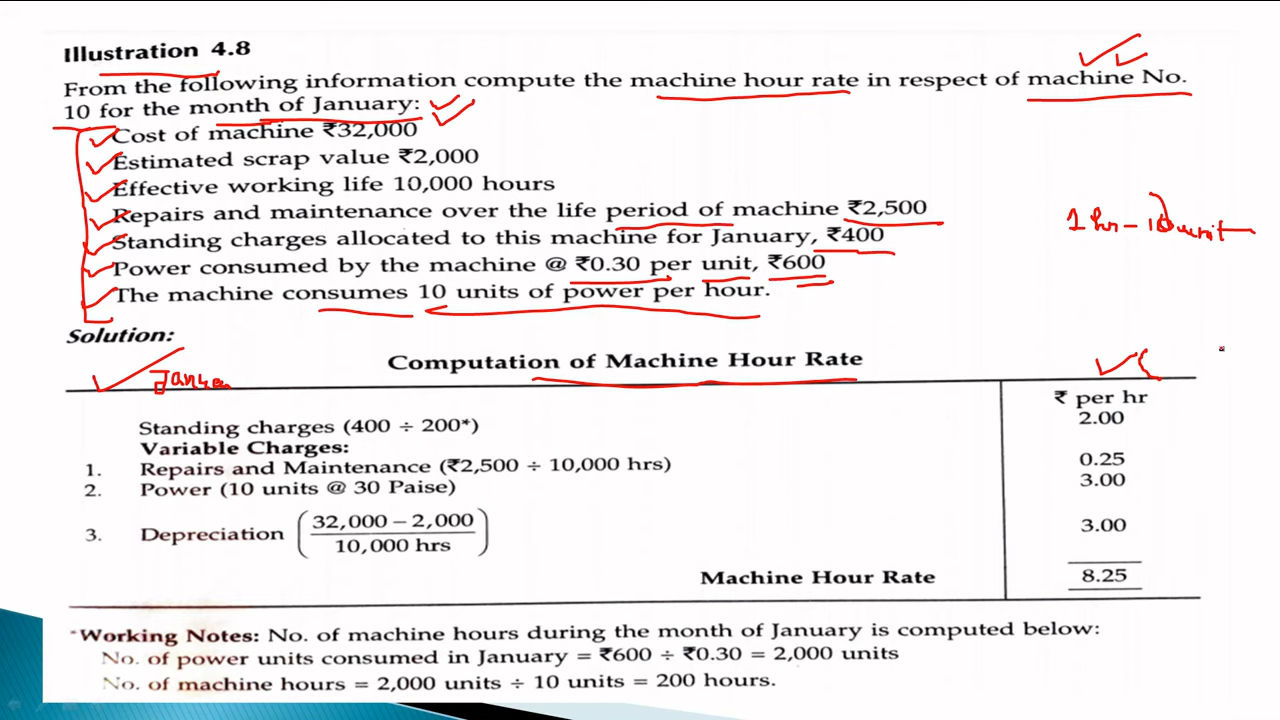 Illustration 4.8
From the following information compute the machine hour rate in respect of machine No.
10 for the month of January:
Cost of machine ₹32,000
Estimated scrap value ₹2,000
Effective working life 10,000 hours
Repairs and maintenance over the life period of machine ₹2,500
Standing charges allocated to this machine for January, ₹400
Power consumed by the machine @ ₹0.30 per unit, ₹600
The machine consumes 10 units of power per hour.
1 hr - 10 unit
Solution:
Computation of Machine Hour Rate
₹ per hr
Standing charges (400 ÷ 200*) 2.00
Variable Charges:
1. Repairs and Maintenance (₹2,500 ÷ 10,000 hrs) 0.25
2. Power (10 units @ 30 Paise) 3.00
3. Depreciation (32,000 – 2,000 / 10,000 hrs) 3.00
Machine Hour Rate 8.25
*Working Notes: No. of machine hours during the month of January is computed below:
No. of power units consumed in January = ₹600 ÷ ₹0.30 = 2,000 units
No. of machine hours = 2,000 units ÷ 10 units = 200 hours.